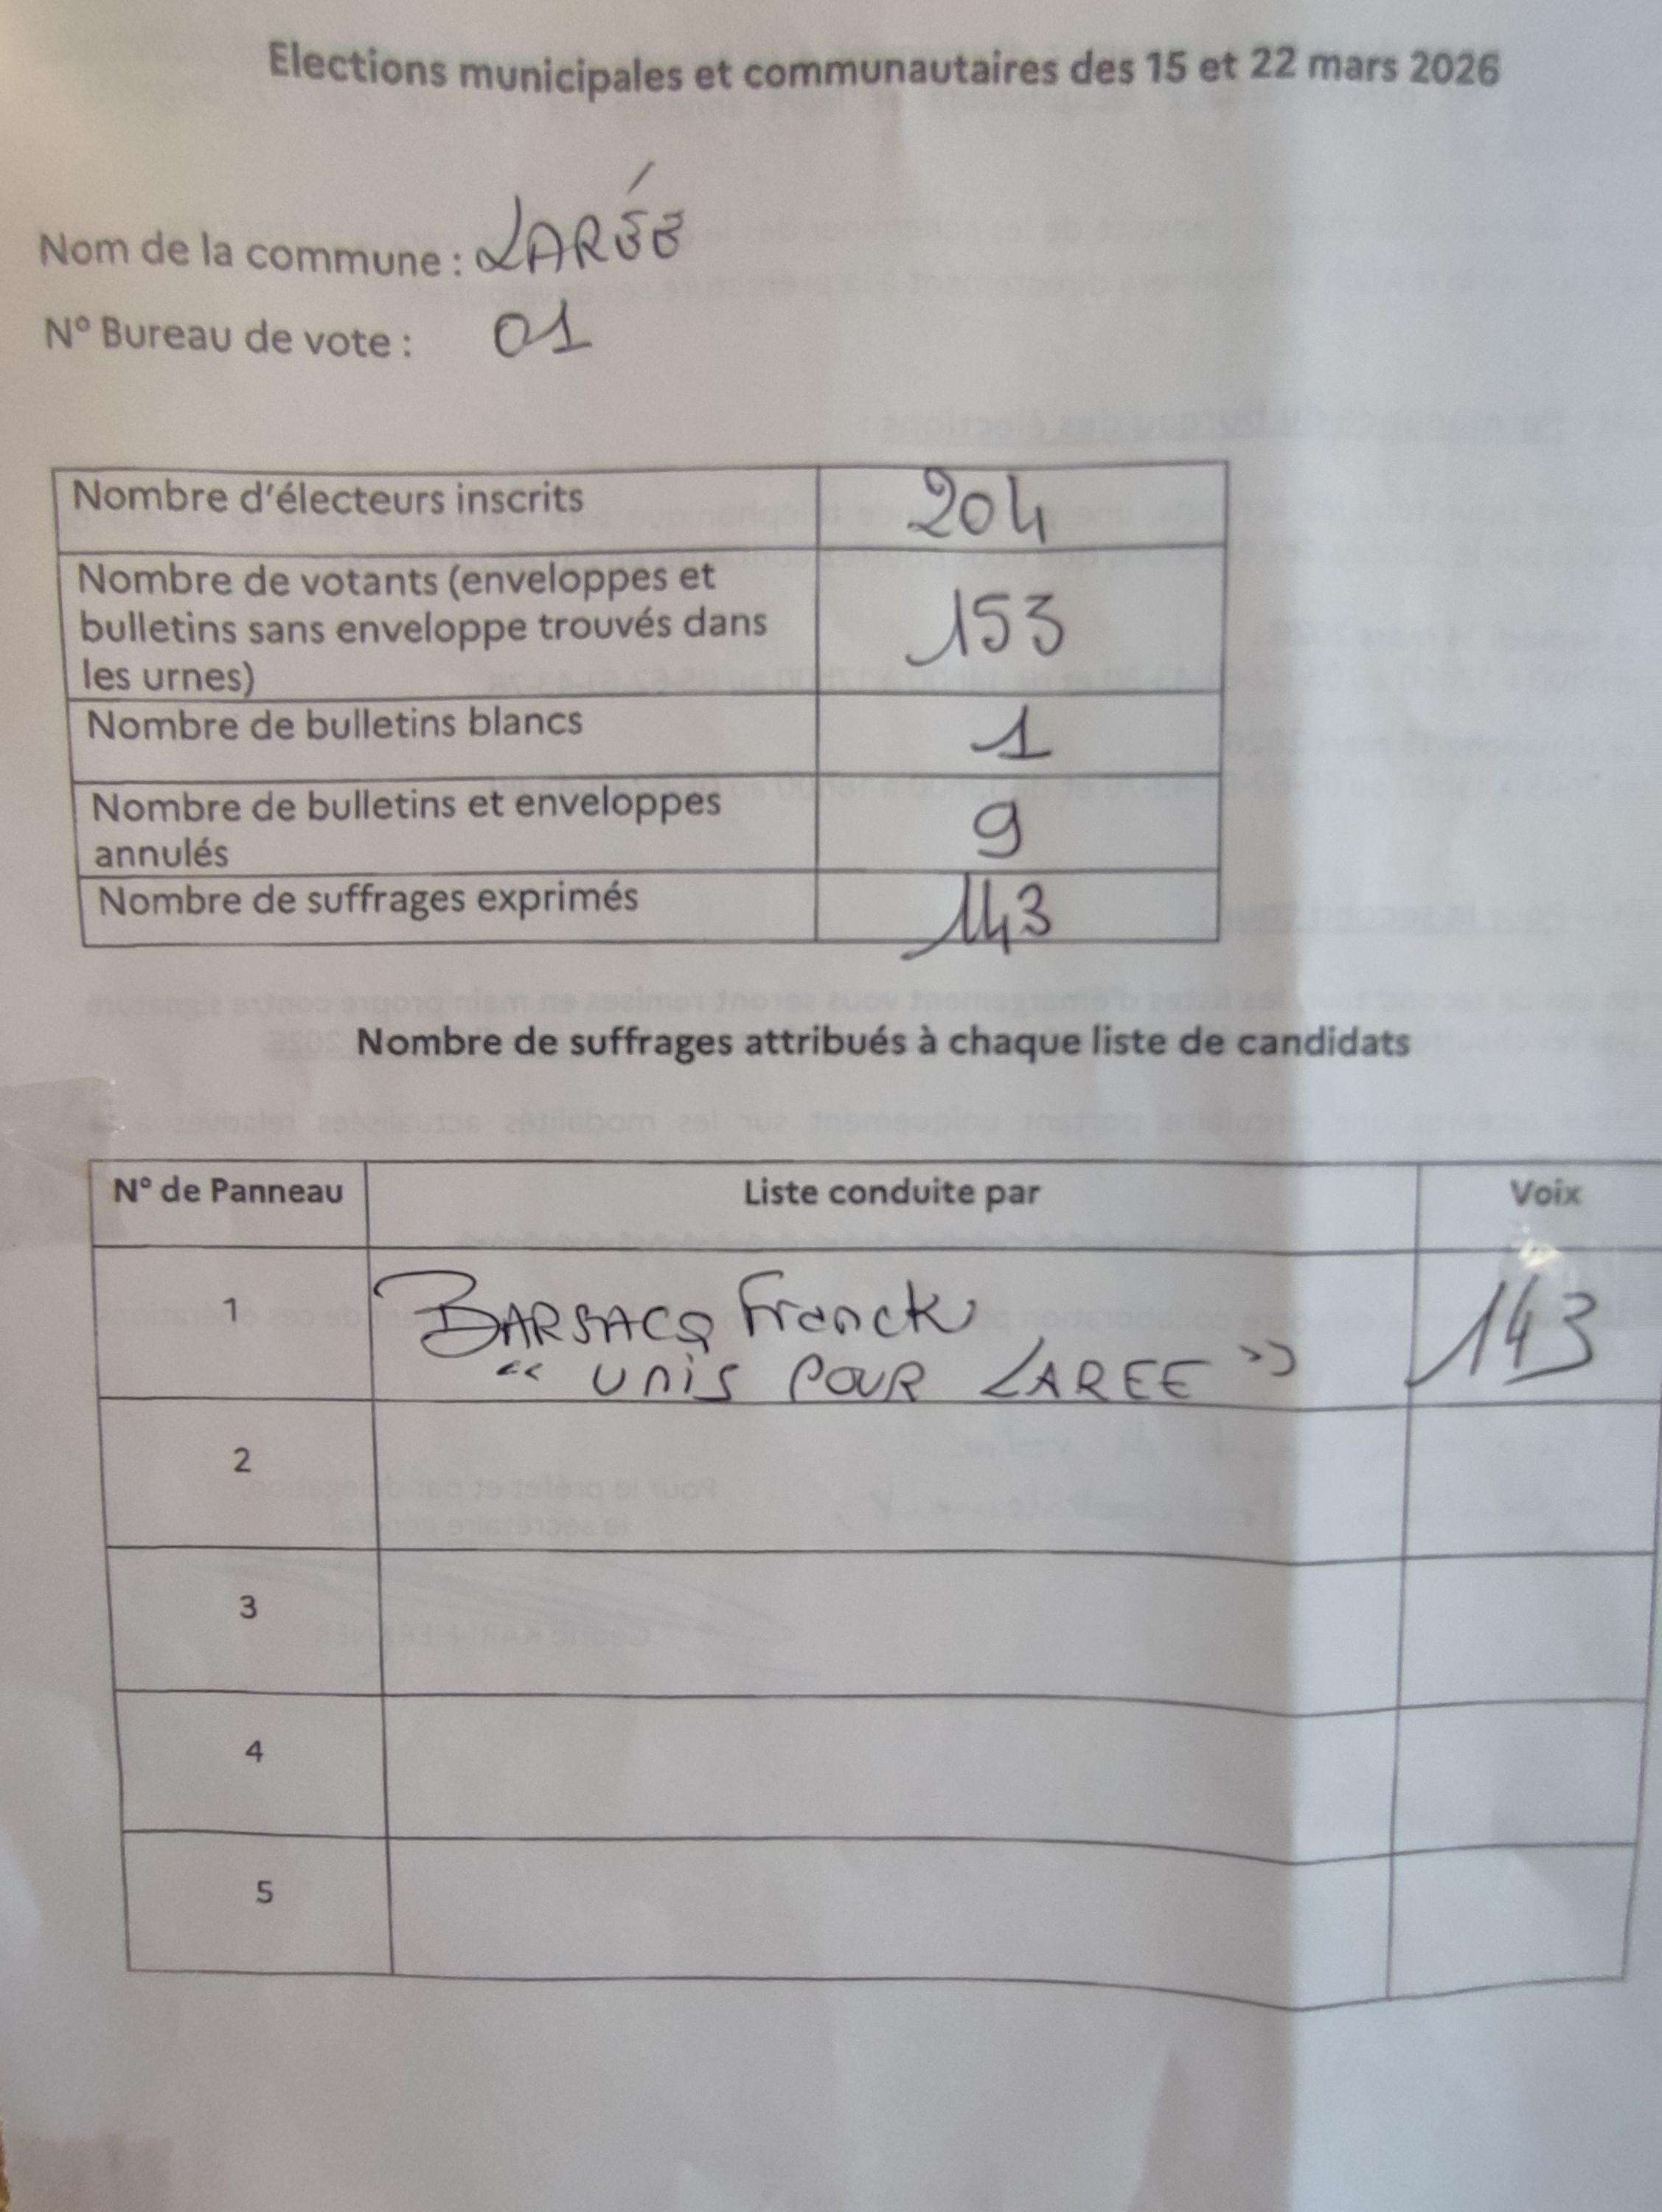 Elections municipales et communautaires des 15 et 22 mars 2026
Nom de la commune : LARÉE
N° Bureau de vote : 01
Nombre d'électeurs inscrits 204
Nombre de votants (enveloppes et
bulletins sans enveloppe trouvés dans 153
les urnes)
Nombre de bulletins blancs 1
Nombre de bulletins et enveloppes 9
annulés
Nombre de suffrages exprimés 143
Nombre de suffrages attribués à chaque liste de candidats
N° de Panneau Liste conduite par Voix
1 BARSACQ Franck 143
« UNIS POUR LAREE »
2
3
4
5